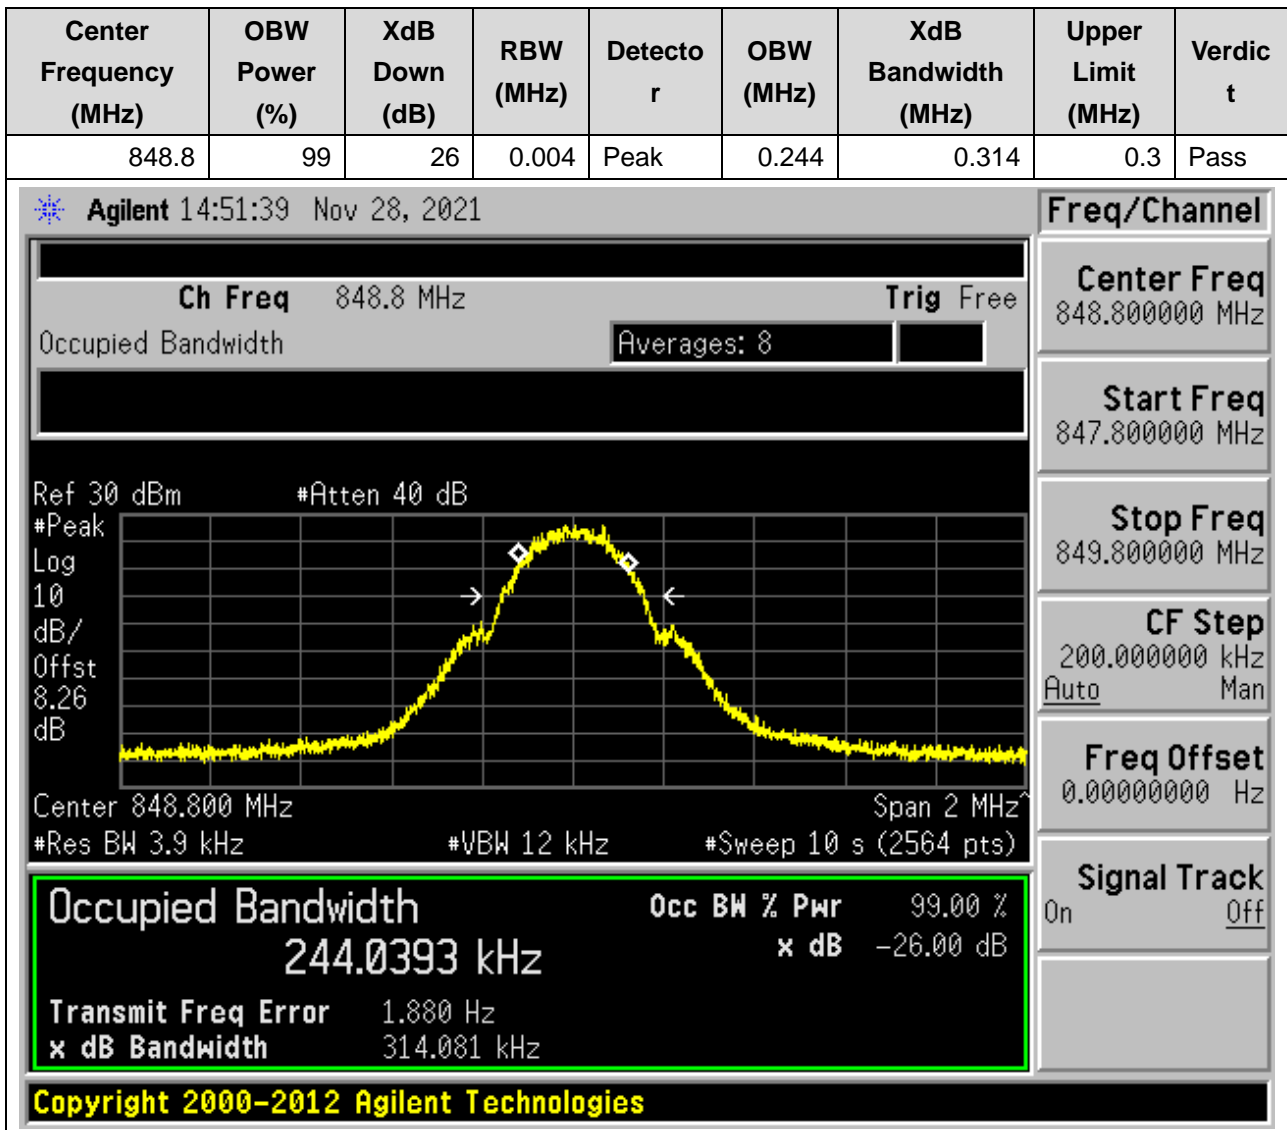 Center Frequency (MHz) OBW Power (%) XdB Down (dB) RBW (MHz) Detecto r OBW (MHz) XdB Bandwidth (MHz) Upper Limit (MHz) Verdic t
848.8 99 26 0.004 Peak 0.244 0.314 0.3 Pass
Agilent 14:51:39 Nov 28, 2021
Freq/Channel
Ch Freq 848.8 MHz Trig Free
Occupied Bandwidth Averages: 8
Ref 30 dBm #Atten 40 dB
#Peak
Log
10
dB/
Offst
8.26
dB
Center 848.800 MHz Span 2 MHz^
#Res BW 3.9 kHz #VBW 12 kHz #Sweep 10 s (2564 pts)
Occupied Bandwidth Occ BW % Pwr 99.00 %
244.0393 kHz x dB -26.00 dB
Transmit Freq Error 1.880 Hz
x dB Bandwidth 314.081 kHz
Center Freq
848.800000 MHz
Start Freq
847.800000 MHz
Stop Freq
849.800000 MHz
CF Step
200.000000 kHz
Auto Man
Freq Offset
0.00000000 Hz
Signal Track
On Off
Copyright 2000-2012 Agilent Technologies